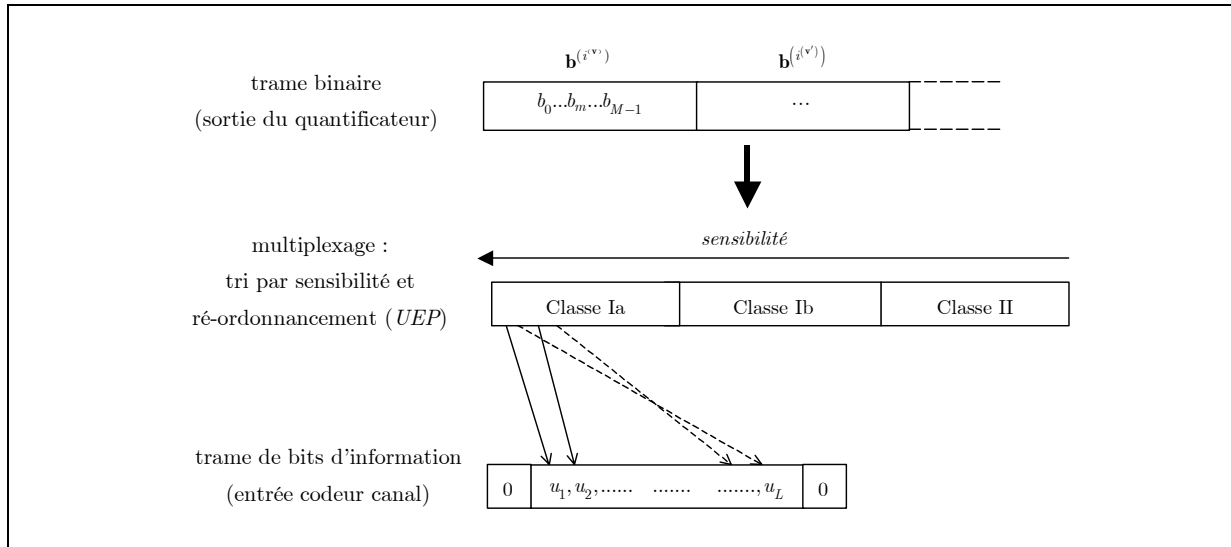 b^(i^(v)) b^(i^(v'))
trame binaire
(sortie du quantificateur)
b_0...b_m...b_{M−1} ...
sensibilité
multiplexage :
tri par sensibilité et
ré-ordonnancement (UEP)
Classe Ia Classe Ib Classe II
trame de bits d'information
(entrée codeur canal)
0 u_1, u_2, ...... ....... ......., u_L 0